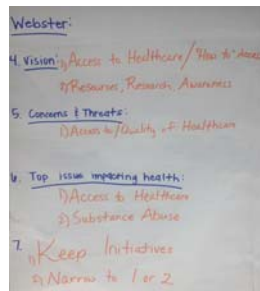 Webster:
4. Vision: 1) Access to Healthcare/"How to" Access
2) Resources, Research, Awareness
5. Concerns & Threats:
1) Access to/Quality of Healthcare
6. Top issue impacting health:
1) Access to Healthcare
2) Substance Abuse
7. 1) Keep Initiatives
2) Narrow to 1 or 2